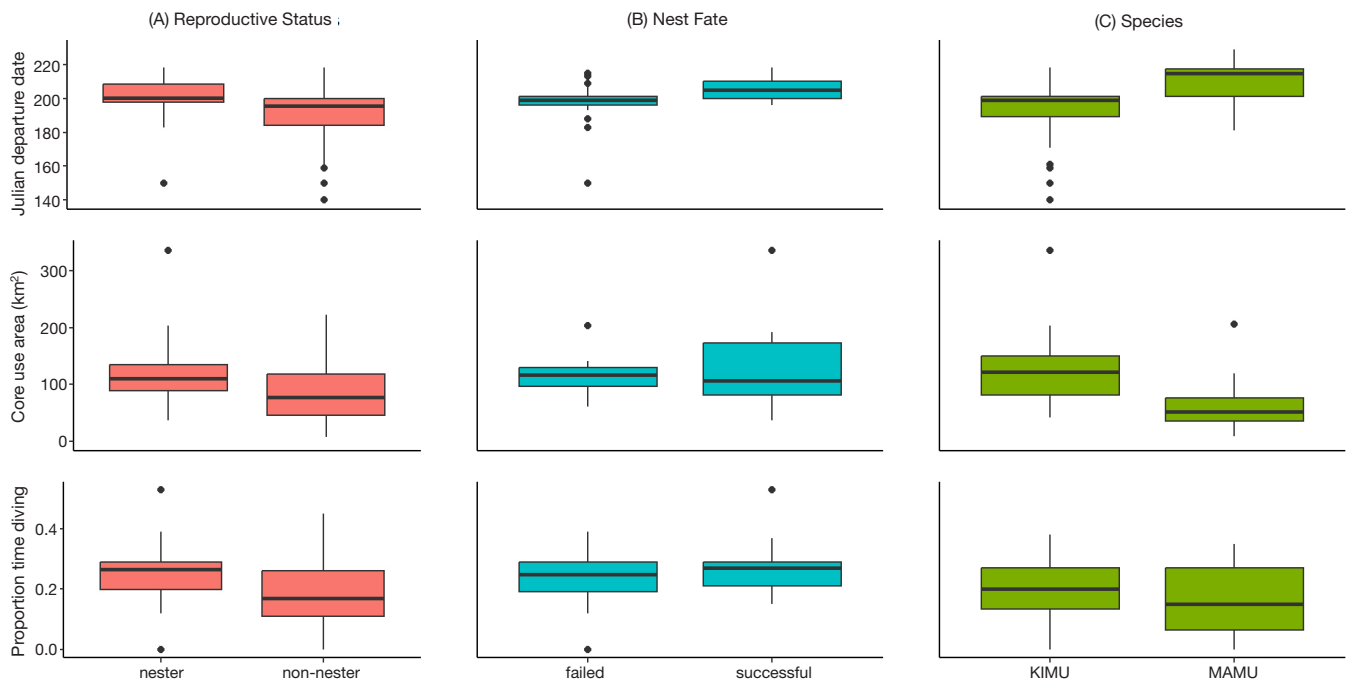 (A) Reproductive Status
(B) Nest Fate
(C) Species
Julian departure date
220
200
180
160
140
Core use area (km²)
300
200
100
0
Proportion time diving
0.4
0.2
0.0
nester
non-nester
failed
successful
KIMU
MAMU